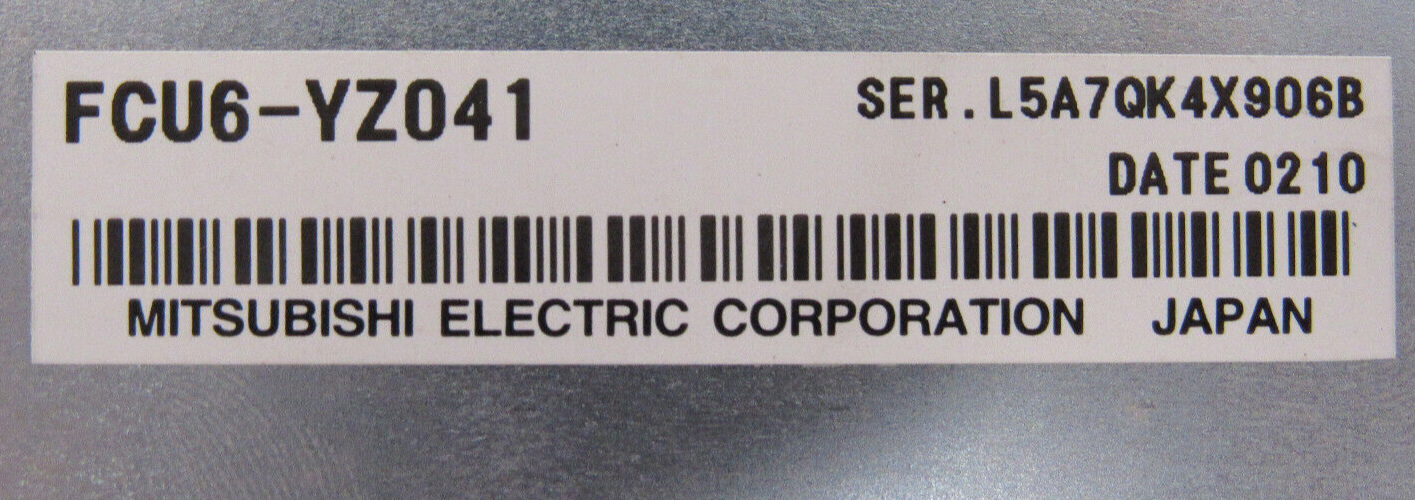 FCU6-YZ041
SER.L5A7QK4X906B
DATE 0210
MITSUBISHI ELECTRIC CORPORATION JAPAN